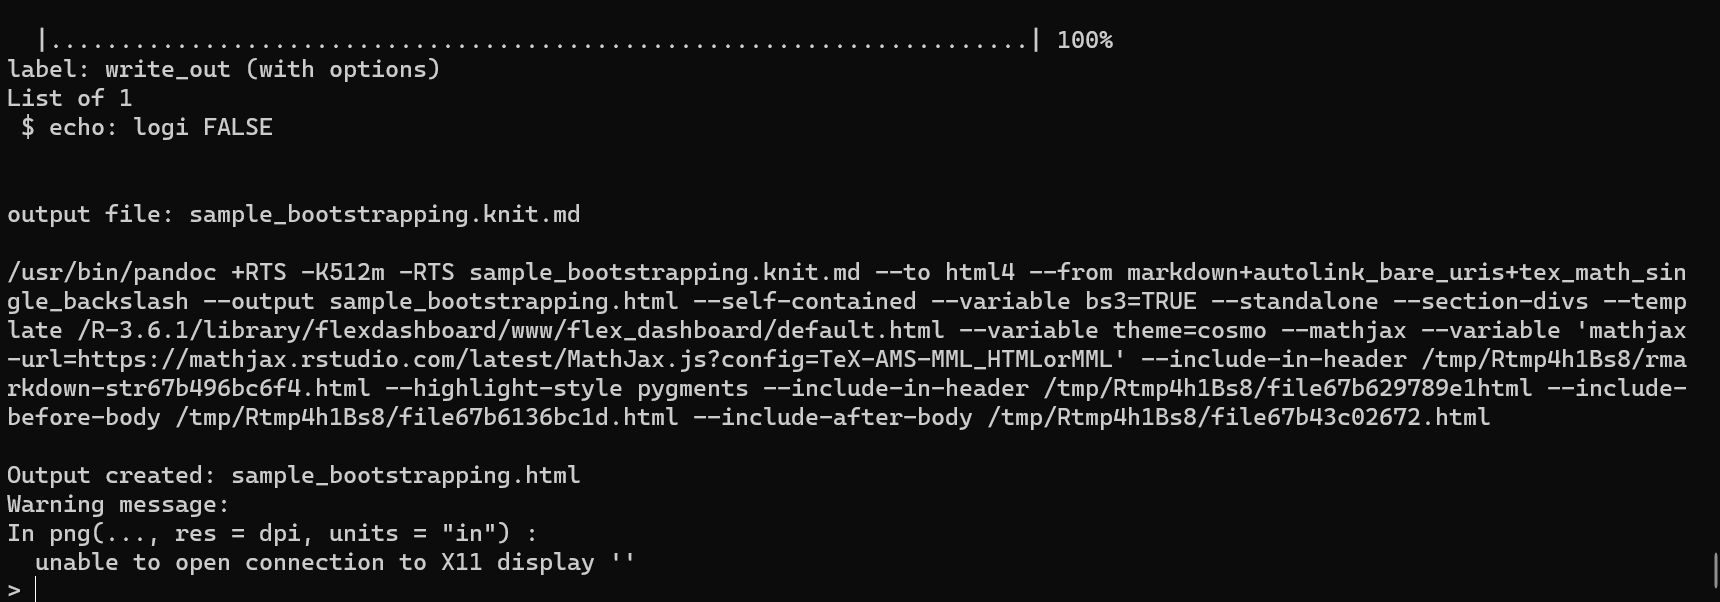 |......................................................................| 100%
label: write_out (with options)
List of 1
 $ echo: logi FALSE
output file: sample_bootstrapping.knit.md
/usr/bin/pandoc +RTS -K512m -RTS sample_bootstrapping.knit.md --to html4 --from markdown+autolink_bare_uris+tex_math_sin
gle_backslash --output sample_bootstrapping.html --self-contained --variable bs3=TRUE --standalone --section-divs --temp
late /R-3.6.1/library/flexdashboard/www/flex_dashboard/default.html --variable theme=cosmo --mathjax --variable 'mathjax
-url=https://mathjax.rstudio.com/latest/MathJax.js?config=TeX-AMS-MML_HTMLorMML' --include-in-header /tmp/Rtmp4h1Bs8/rma
rkdown-str67b496bc6f4.html --highlight-style pygments --include-in-header /tmp/Rtmp4h1Bs8/file67b629789e1html --include-
before-body /tmp/Rtmp4h1Bs8/file67b6136bc1d.html --include-after-body /tmp/Rtmp4h1Bs8/file67b43c02672.html
Output created: sample_bootstrapping.html
Warning message:
In png(..., res = dpi, units = "in") :
  unable to open connection to X11 display ''
>